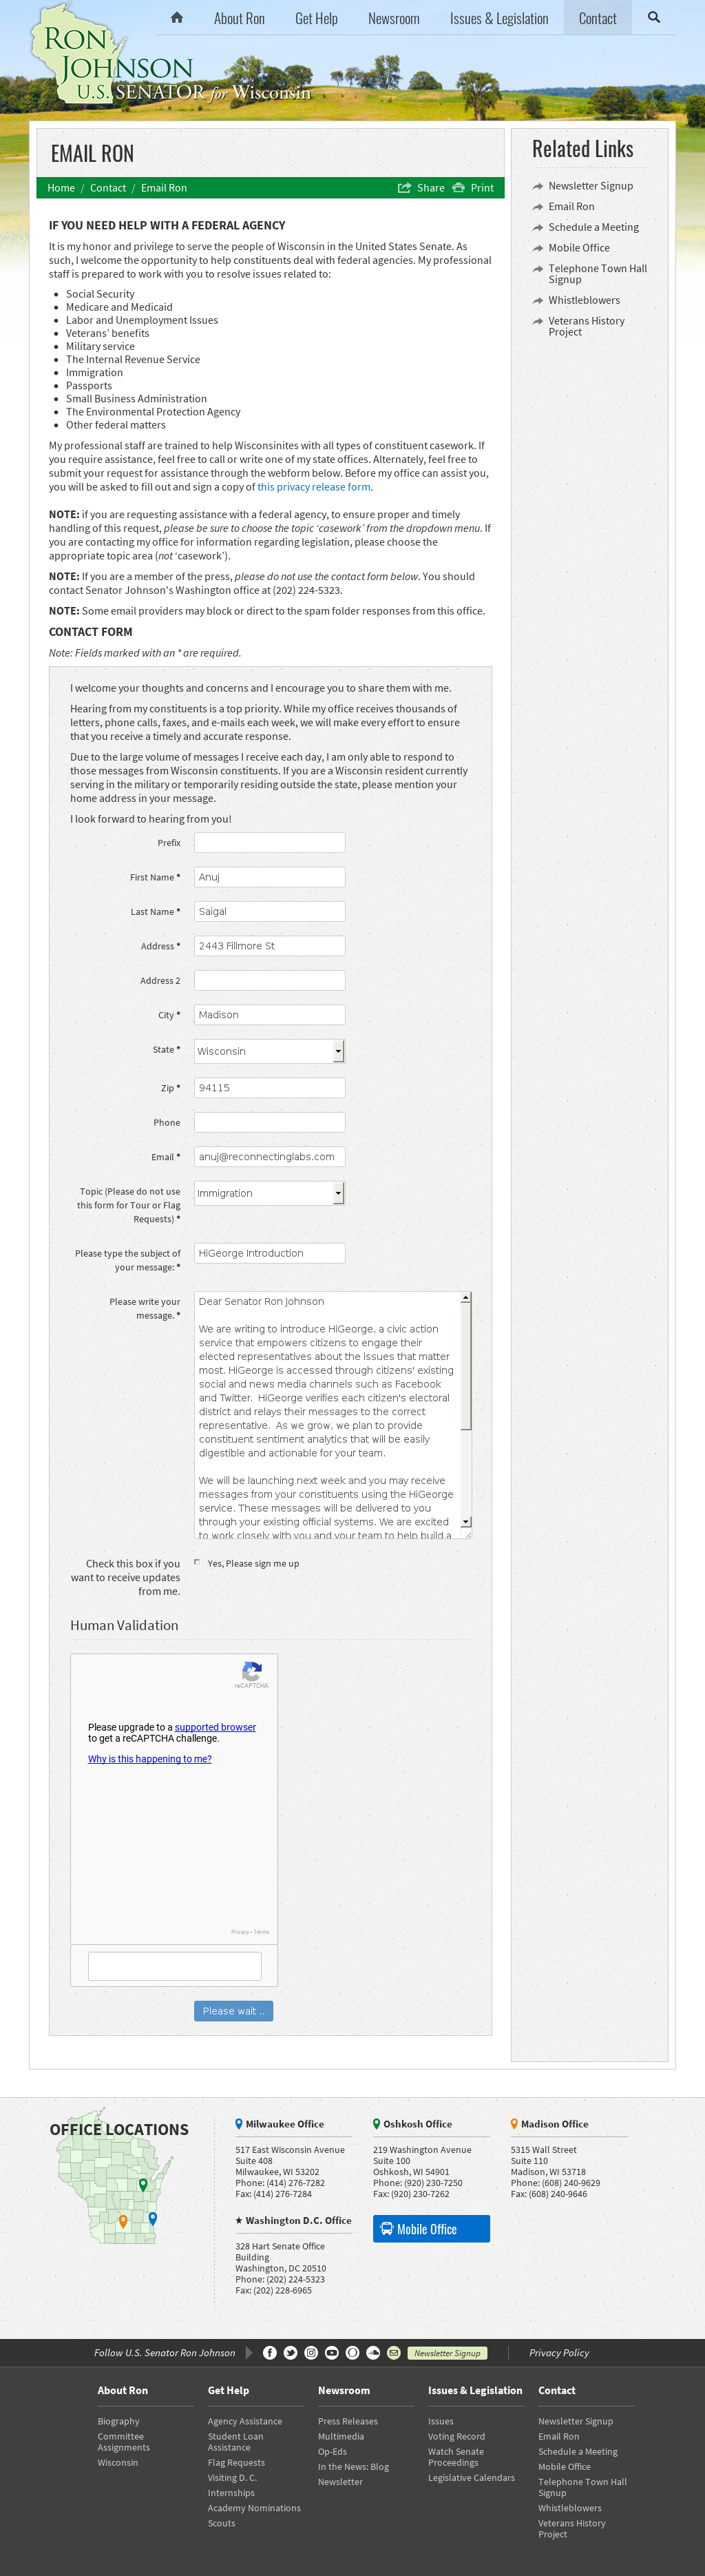 About Ron
Get Help
Newsroom
Issues & Legislation
Contact
RON
JOHNSON
U.S. SENATOR for Wisconsin
EMAIL RON
Home / Contact / Email Ron
Share
Print
IF YOU NEED HELP WITH A FEDERAL AGENCY
It is my honor and privilege to serve the people of Wisconsin in the United States Senate. As
such, I welcome the opportunity to help constituents deal with federal agencies. My professional
staff is prepared to work with you to resolve issues related to:
Social Security
Medicare and Medicaid
Labor and Unemployment Issues
Veterans’ benefits
Military service
The Internal Revenue Service
Immigration
Passports
Small Business Administration
The Environmental Protection Agency
Other federal matters
My professional staff are trained to help Wisconsinites with all types of constituent casework. If
you require assistance, feel free to call or write one of my state offices. Alternatively, feel free to
submit your request for assistance through the webform below. Before my office can assist you,
you will be asked to fill out and sign a copy of this privacy release form.
NOTE: if you are requesting assistance with a federal agency, to ensure proper and timely
handling of this request, please be sure to choose the topic ‘casework’ from the dropdown menu. If
you are contacting my office for information regarding legislation, please choose the
appropriate topic area (not ‘casework’).
NOTE: If you are a member of the press, please do not use the contact form below. You should
contact Senator Johnson's Washington office at (202) 224-5323.
NOTE: Some email providers may block or direct to the spam folder responses from this office.
CONTACT FORM
Note: Fields marked with an * are required.
I welcome your thoughts and concerns and I encourage you to share them with me.
Hearing from my constituents is a top priority. While my office receives thousands of
letters, phone calls, faxes, and e-mails each week, we will make every effort to ensure
that you receive a timely and accurate response.
Due to the large volume of messages I receive each day, I am only able to respond to
those messages from Wisconsin constituents. If you are a Wisconsin resident currently
serving in the military or temporarily residing outside the state, please mention your
home address in your message.
I look forward to hearing from you!
Prefix
First Name * Anuj
Last Name * Saigal
Address * 2443 Fillmore St
Address 2
City * Madison
State * Wisconsin
Zip * 94115
Phone
Email * anuj@reconnectinglabs.com
Topic (Please do not use
this form for Tour or Flag
Requests) *
Immigration
Please type the subject of
your message: *
HiGeorge Introduction
Please write your
message. *
Dear Senator Ron Johnson
We are writing to introduce HiGeorge, a civic action
service that empowers citizens to engage their
elected representatives about the issues that matter
most. HiGeorge is accessed through citizens' existing
social and news media channels such as Facebook
and Twitter. HiGeorge verifies each citizen's electoral
district and relays their messages to the correct
representative. As we grow, we plan to provide
constituent sentiment analytics that will be easily
digestible and actionable for your team.
We will be launching next week and you may receive
messages from your constituents using the HiGeorge
service. These messages will be delivered to you
through your existing official systems. We are excited
to work closely with you and your team to help build a
Check this box if you
want to receive updates
from me.
Yes, Please sign me up
Human Validation
reCAPTCHA
Please upgrade to a supported browser
to get a reCAPTCHA challenge.
Why is this happening to me?
Privacy - Terms
Please wait ..
Related Links
Newsletter Signup
Email Ron
Schedule a Meeting
Mobile Office
Telephone Town Hall
Signup
Whistleblowers
Veterans History
Project
OFFICE LOCATIONS
Milwaukee Office
517 East Wisconsin Avenue
Suite 408
Milwaukee, WI 53202
Phone: (414) 276-7282
Fax: (414) 276-7284
Oshkosh Office
219 Washington Avenue
Suite 100
Oshkosh, WI 54901
Phone: (920) 230-7250
Fax: (920) 230-7262
Madison Office
5315 Wall Street
Suite 110
Madison, WI 53718
Phone: (608) 240-9629
Fax: (608) 240-9646
Washington D.C. Office
328 Hart Senate Office
Building
Washington, DC 20510
Phone: (202) 224-5323
Fax: (202) 228-6965
Mobile Office
Follow U.S. Senator Ron Johnson
Newsletter Signup
Privacy Policy
About Ron
Biography
Committee
Assignments
Wisconsin
Get Help
Agency Assistance
Student Loan
Assistance
Flag Requests
Visiting D. C.
Internships
Academy Nominations
Scouts
Newsroom
Press Releases
Multimedia
Op-Eds
In the News: Blog
Newsletter
Issues & Legislation
Issues
Voting Record
Watch Senate
Proceedings
Legislative Calendars
Contact
Newsletter Signup
Email Ron
Schedule a Meeting
Mobile Office
Telephone Town Hall
Signup
Whistleblowers
Veterans History
Project